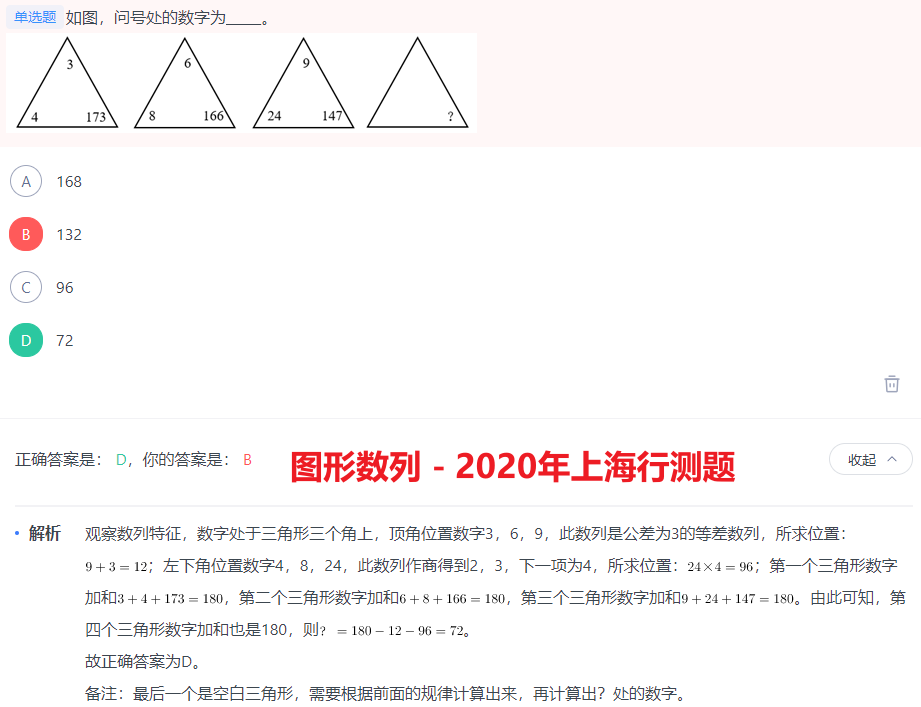 单选题 如图，问号处的数字为_____。
3 6 9
4 173 8 166 24 147 ?
A 168
B 132
C 96
D 72
正确答案是： D，你的答案是： B 图形数列 - 2020年上海行测题 收起
· 解析 观察数列特征，数字处于三角形三个角上，顶角位置数字3，6，9，此数列是公差为3的等差数列，所求位置：
9 + 3 = 12；左下角位置数字4，8，24，此数列作商得到2，3，下一项为4，所求位置：24×4 = 96；第一个三角形数字
加和3 + 4 + 173 = 180，第二个三角形数字加和6 + 8 + 166 = 180，第三个三角形数字加和9 + 24 + 147 = 180。由此可知，第
四个三角形数字加和也是180，则? = 180 − 12 − 96 = 72。
故正确答案为D。
备注：最后一个是空白三角形，需要根据前面的规律计算出来，再计算出？处的数字。